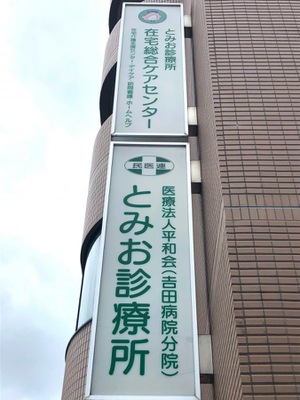 とみお診療所
在宅総合ケアセンター
民医連
医療法人平和会(吉田病院分院)
とみお診療所